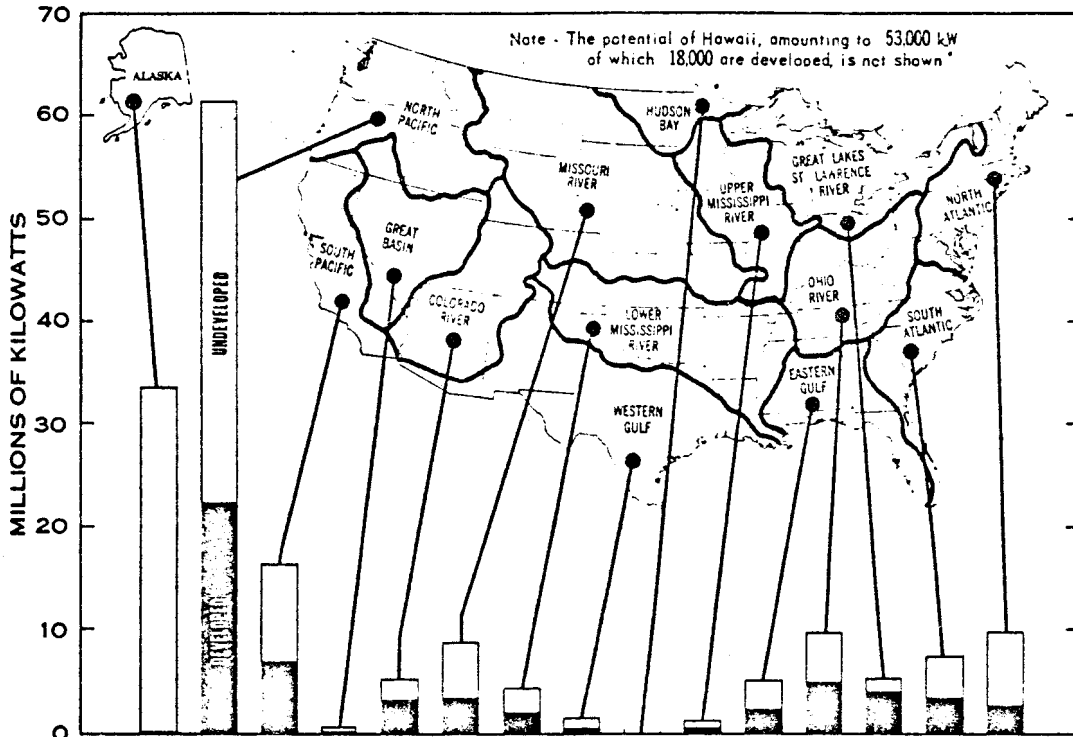 70
60
50
40
30
20
10
0
MILLIONS OF KILOWATTS
Note - The potential of Hawaii, amounting to 53,000 kW
of which 18,000 are developed, is not shown
ALASKA
NORTH
PACIFIC
HUDSON
BAY
MISSOURI
RIVER
GREAT LAKES
ST. LAWRENCE
RIVER
UPPER
MISSISSIPPI
RIVER
NORTH
ATLANTIC
GREAT
BASIN
SOUTH
PACIFIC
COLORADO
RIVER
LOWER
MISSISSIPPI
RIVER
OHIO
RIVER
SOUTH
ATLANTIC
EASTERN
GULF
WESTERN
GULF
UNDEVELOPED
DEVELOPED